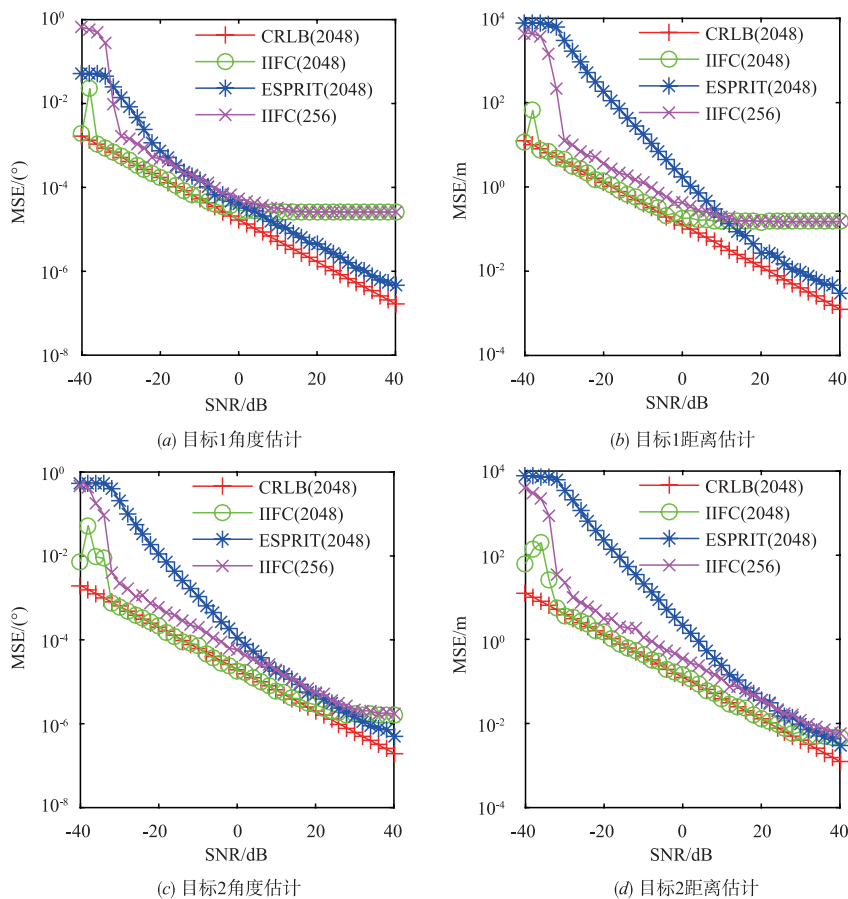 10^0
10^-2
10^-4
10^-6
10^-8
MSE/(°)
-40 -20 0 20 40
SNR/dB
CRLB(2048)
IIFC(2048)
ESPRIT(2048)
IIFC(256)
(a) 目标1角度估计
10^4
10^2
10^0
10^-2
10^-4
MSE/m
-40 -20 0 20 40
SNR/dB
CRLB(2048)
IIFC(2048)
ESPRIT(2048)
IIFC(256)
(b) 目标1距离估计
10^0
10^-2
10^-4
10^-6
10^-8
MSE/(°)
-40 -20 0 20 40
SNR/dB
CRLB(2048)
IIFC(2048)
ESPRIT(2048)
IIFC(256)
(c) 目标2角度估计
10^4
10^2
10^0
10^-2
10^-4
MSE/m
-40 -20 0 20 40
SNR/dB
CRLB(2048)
IIFC(2048)
ESPRIT(2048)
IIFC(256)
(d) 目标2距离估计